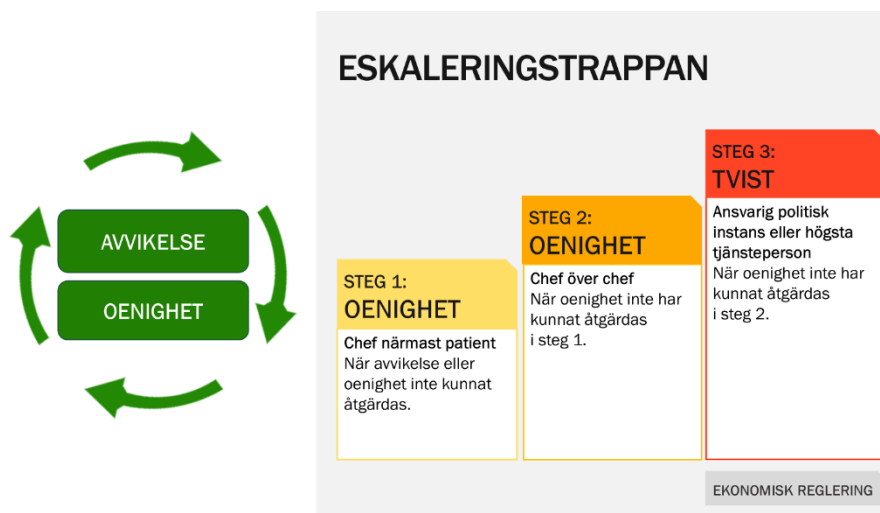 AVVIKELSE
OENIGHET
ESKALERINGSTRAPPAN
STEG 1:
OENIGHET
Chef närmast patient
När avvikelse eller
oenighet inte kunnat
åtgärdas.
STEG 2:
OENIGHET
Chef över chef
När oenighet inte har
kunnat åtgärdas
i steg 1.
STEG 3:
TVIST
Ansvarig politisk
instans eller högsta
tjänsteperson
När oenighet inte har
kunnat åtgärdas
i steg 2.
EKONOMISK REGLERING